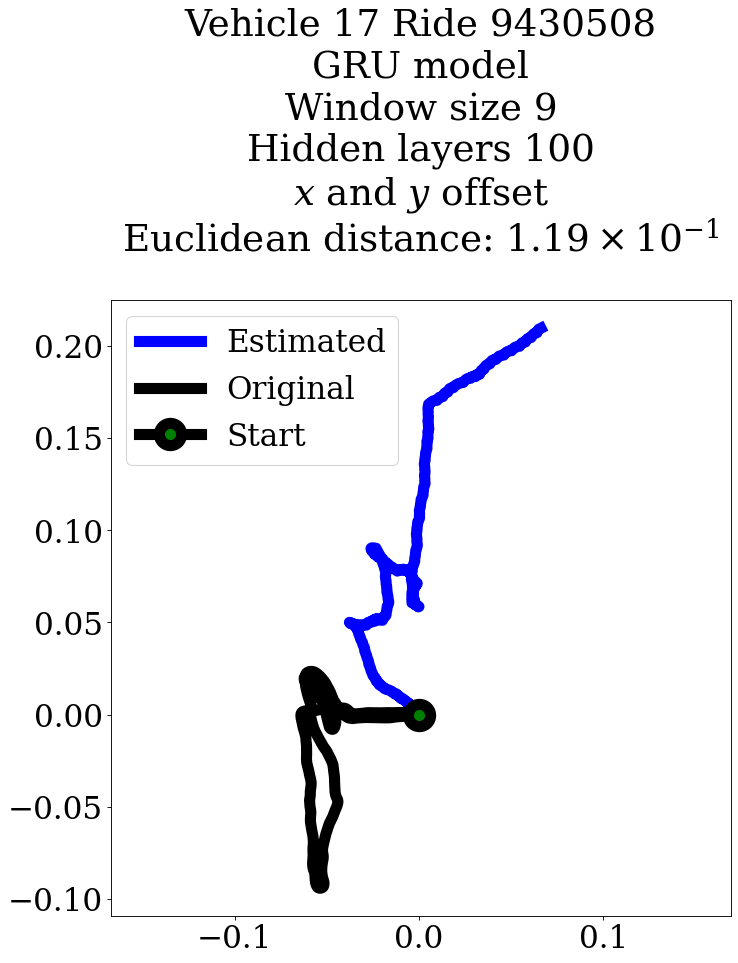 Vehicle 17 Ride 9430508
GRU model
Window size 9
Hidden layers 100
x and y offset
Euclidean distance: 1.19 × 10⁻¹
Estimated
Original
Start
0.20
0.15
0.10
0.05
0.00
−0.05
−0.10
−0.1 0.0 0.1